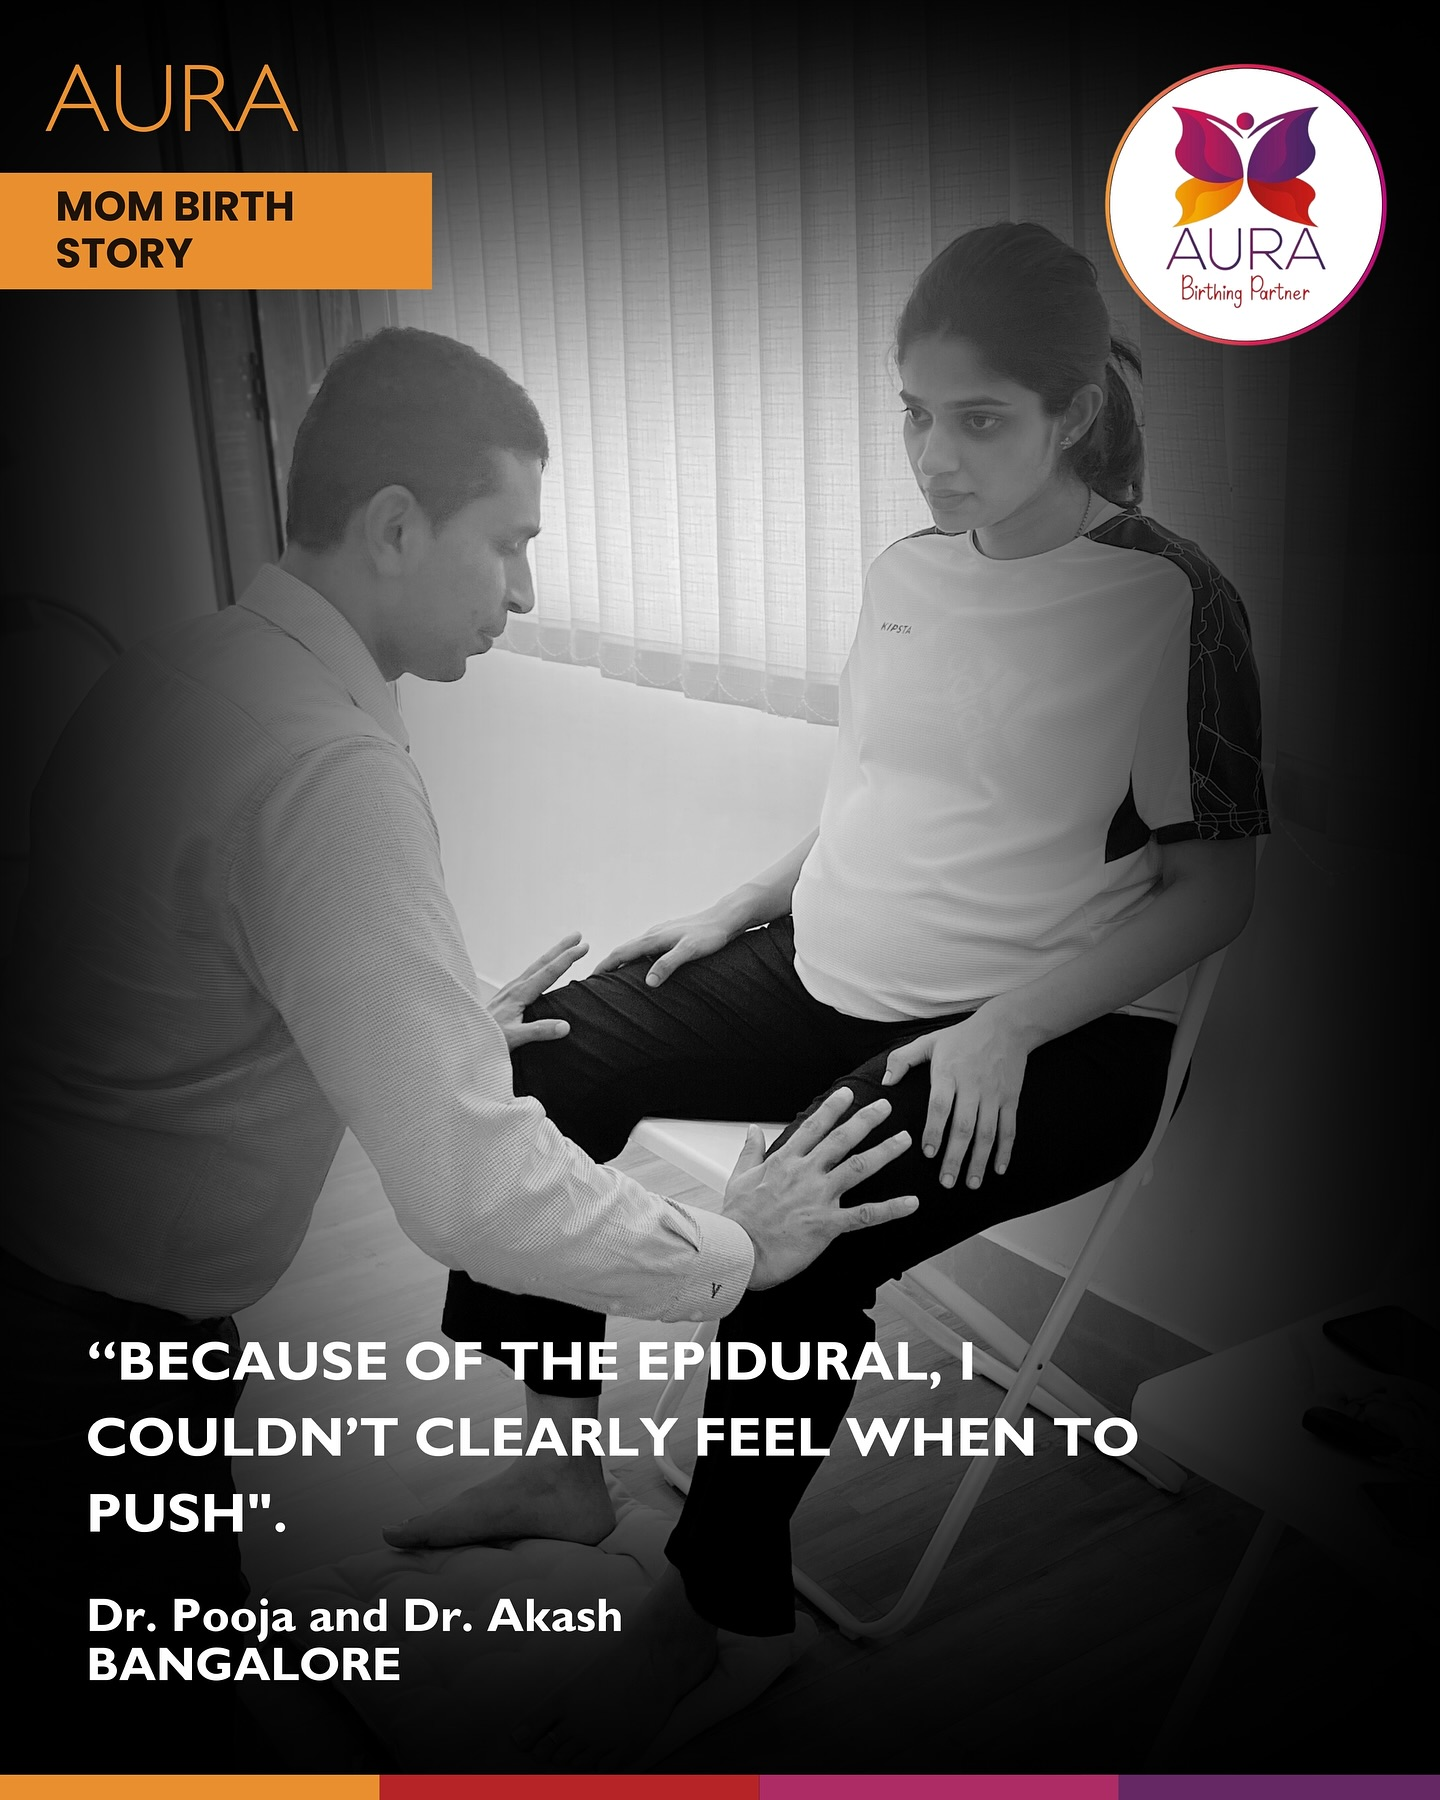 AURA
MOM BIRTH
STORY
AURA
Birthing Partner
KIPSTA
V
“BECAUSE OF THE EPIDURAL, I
COULDN’T CLEARLY FEEL WHEN TO
PUSH".
Dr. Pooja and Dr. Akash
BANGALORE